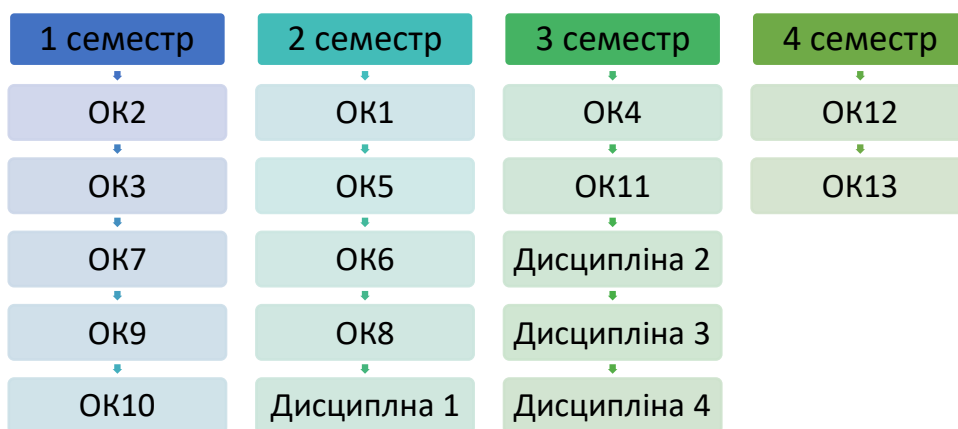 1 семестр
ОК2
ОК3
ОК7
ОК9
ОК10
2 семестр
ОК1
ОК5
ОК6
ОК8
Дисциплна 1
3 семестр
ОК4
ОК11
Дисципліна 2
Дисципліна 3
Дисципліна 4
4 семестр
ОК12
ОК13